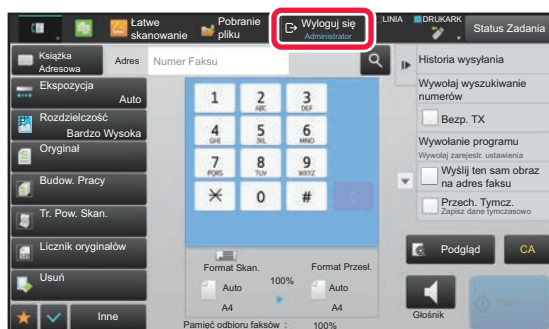 Łatwe
skanowanie
Pobranie
pliku
Wyloguj się
Administrator
LINIA
DRUKARK
Status Zadania
Książka
Adresowa
Adres
Numer Faksu
Historia wysyłania
Ekspozycja
Auto
Wywołaj wyszukiwanie
numerów
Rozdzielczość
Bardzo Wysoka
Bezp. TX
Oryginał
Wywołanie programu
Wywołaj zarejestr. ustawienia
Budow. Pracy
Wyślij ten sam obraz
na adres faksu
Tr. Pow. Skan.
Przech. Tymcz.
Zapisz dane tymczasowo
Licznik oryginałów
Usuń
Inne
1
2
ABC
3
DEF
4
GHI
5
JKL
6
MNO
7
PQRS
8
TUV
9
WXYZ
0
#
C
Format Skan.
Format Przesł.
100%
Auto
Auto
A4
A4
Pamięć odbioru faksów :
100%
Podgląd
CA
Głośnik
Start